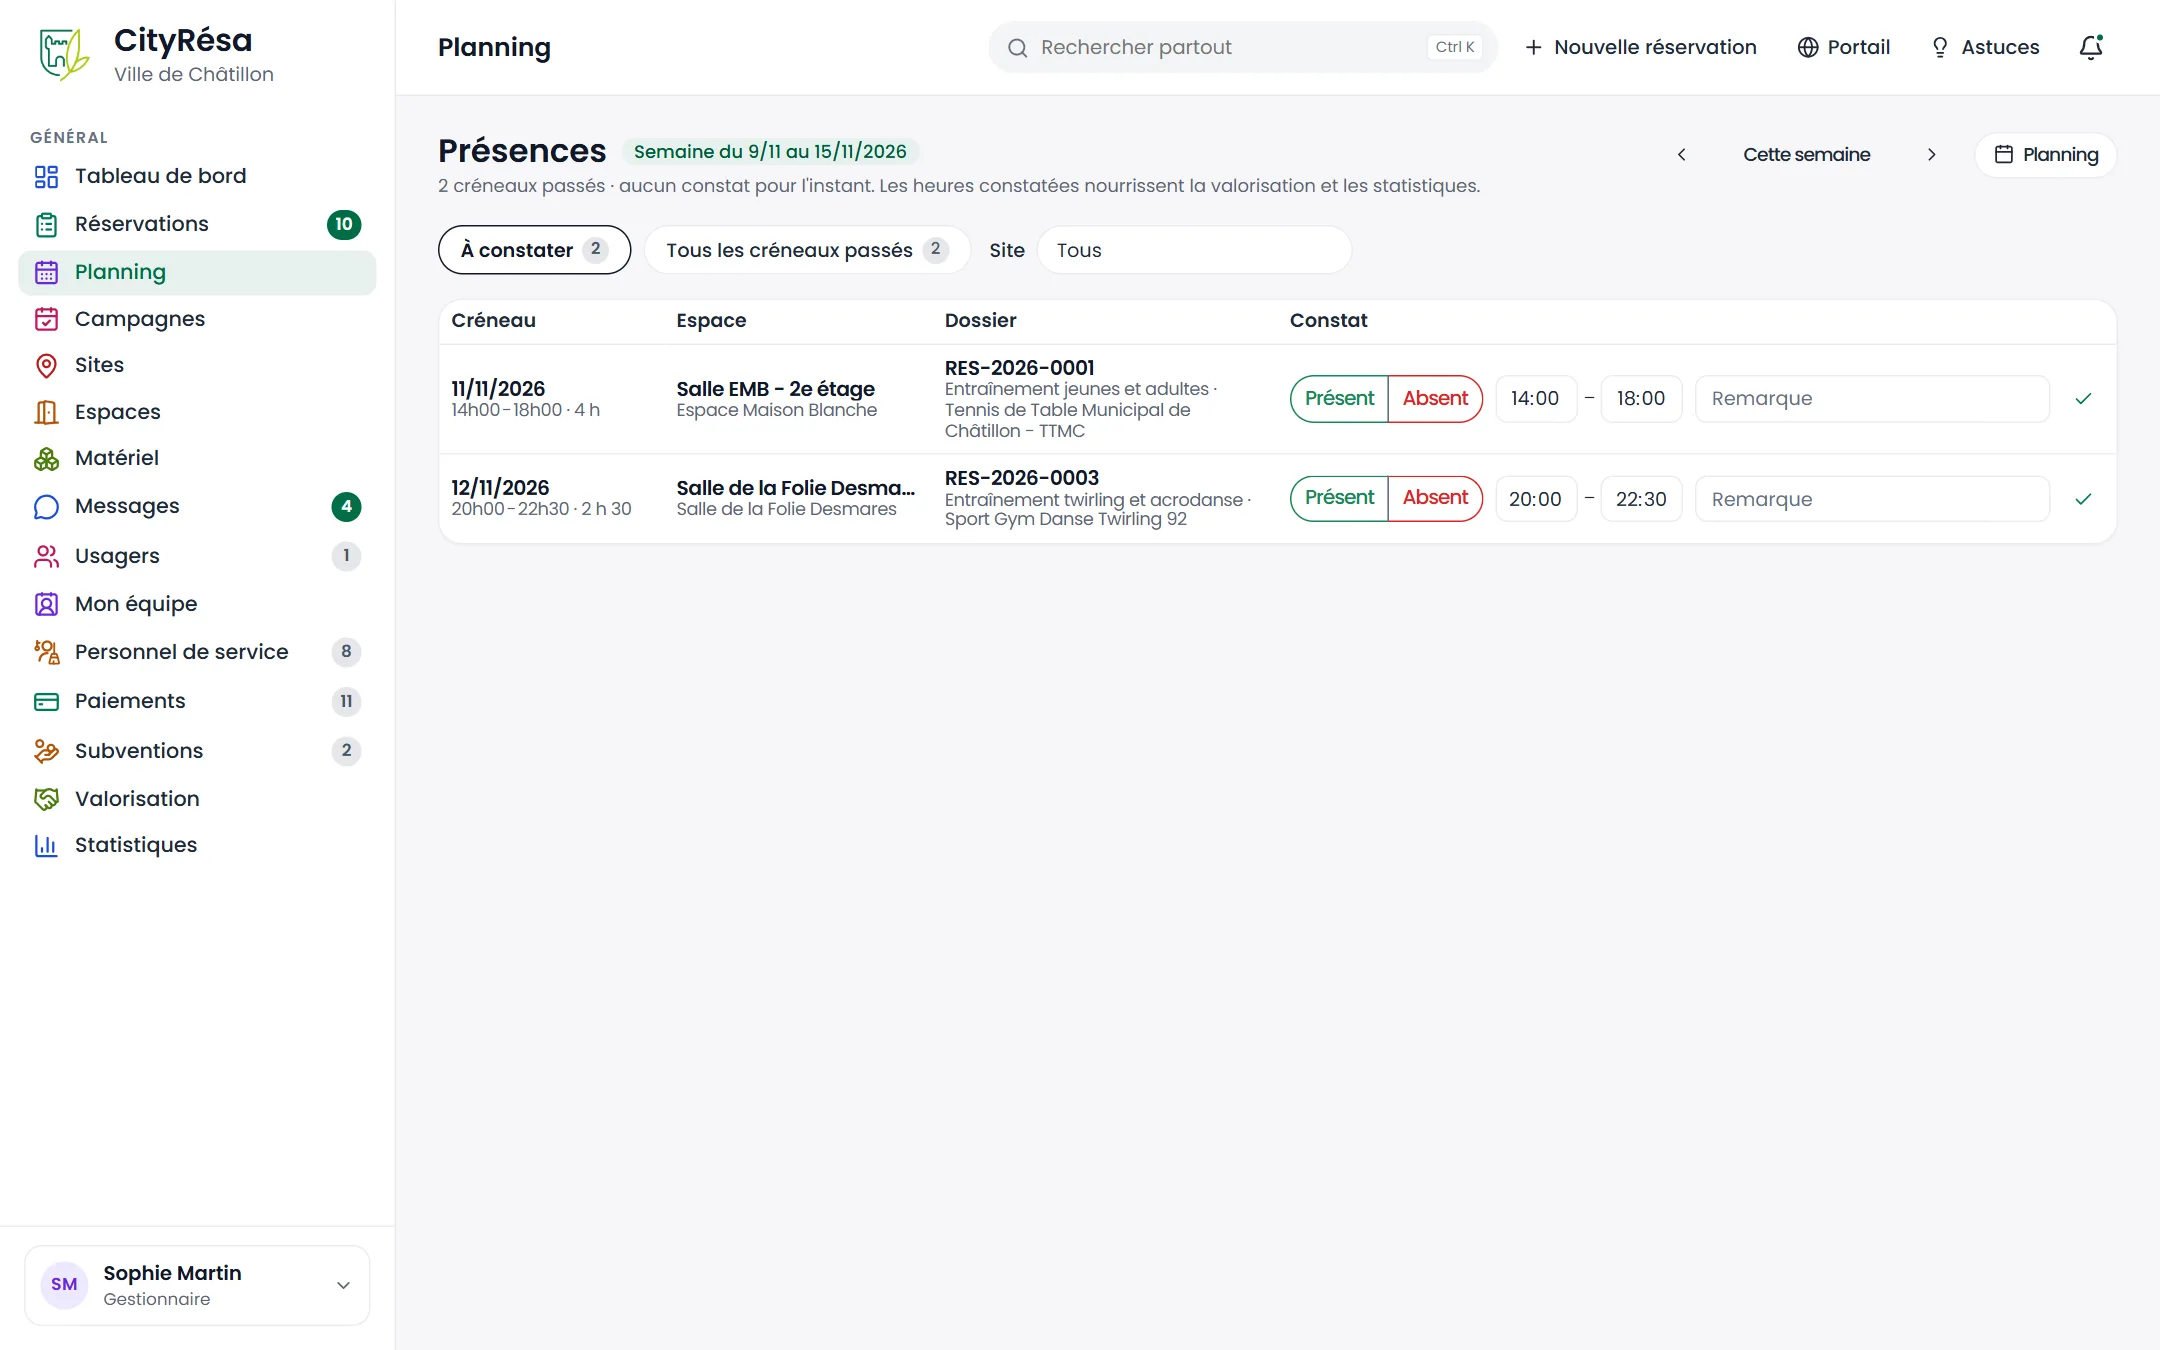 CityRésa
Ville de Châtillon
GÉNÉRAL
Tableau de bord
Réservations 10
Planning
Campagnes
Sites
Espaces
Matériel
Messages 4
Usagers 1
Mon équipe
Personnel de service 8
Paiements 11
Subventions 2
Valorisation
Statistiques
SM Sophie Martin
Gestionnaire
Planning
Rechercher partout Ctrl K
Nouvelle réservation
Portail
Astuces
Présences Semaine du 9/11 au 15/11/2026
2 créneaux passés · aucun constat pour l'instant. Les heures constatées nourrissent la valorisation et les statistiques.
Cette semaine
Planning
À constater 2
Tous les créneaux passés 2
Site Tous
Créneau Espace Dossier Constat
11/11/2026
14h00-18h00 · 4 h
Salle EMB - 2e étage
Espace Maison Blanche
RES-2026-0001
Entraînement jeunes et adultes ·
Tennis de Table Municipal de
Châtillon - TTMC
Présent Absent 14:00 – 18:00 Remarque
12/11/2026
20h00-22h30 · 2 h 30
Salle de la Folie Desma...
Salle de la Folie Desmares
RES-2026-0003
Entraînement twirling et acrodanse ·
Sport Gym Danse Twirling 92
Présent Absent 20:00 – 22:30 Remarque